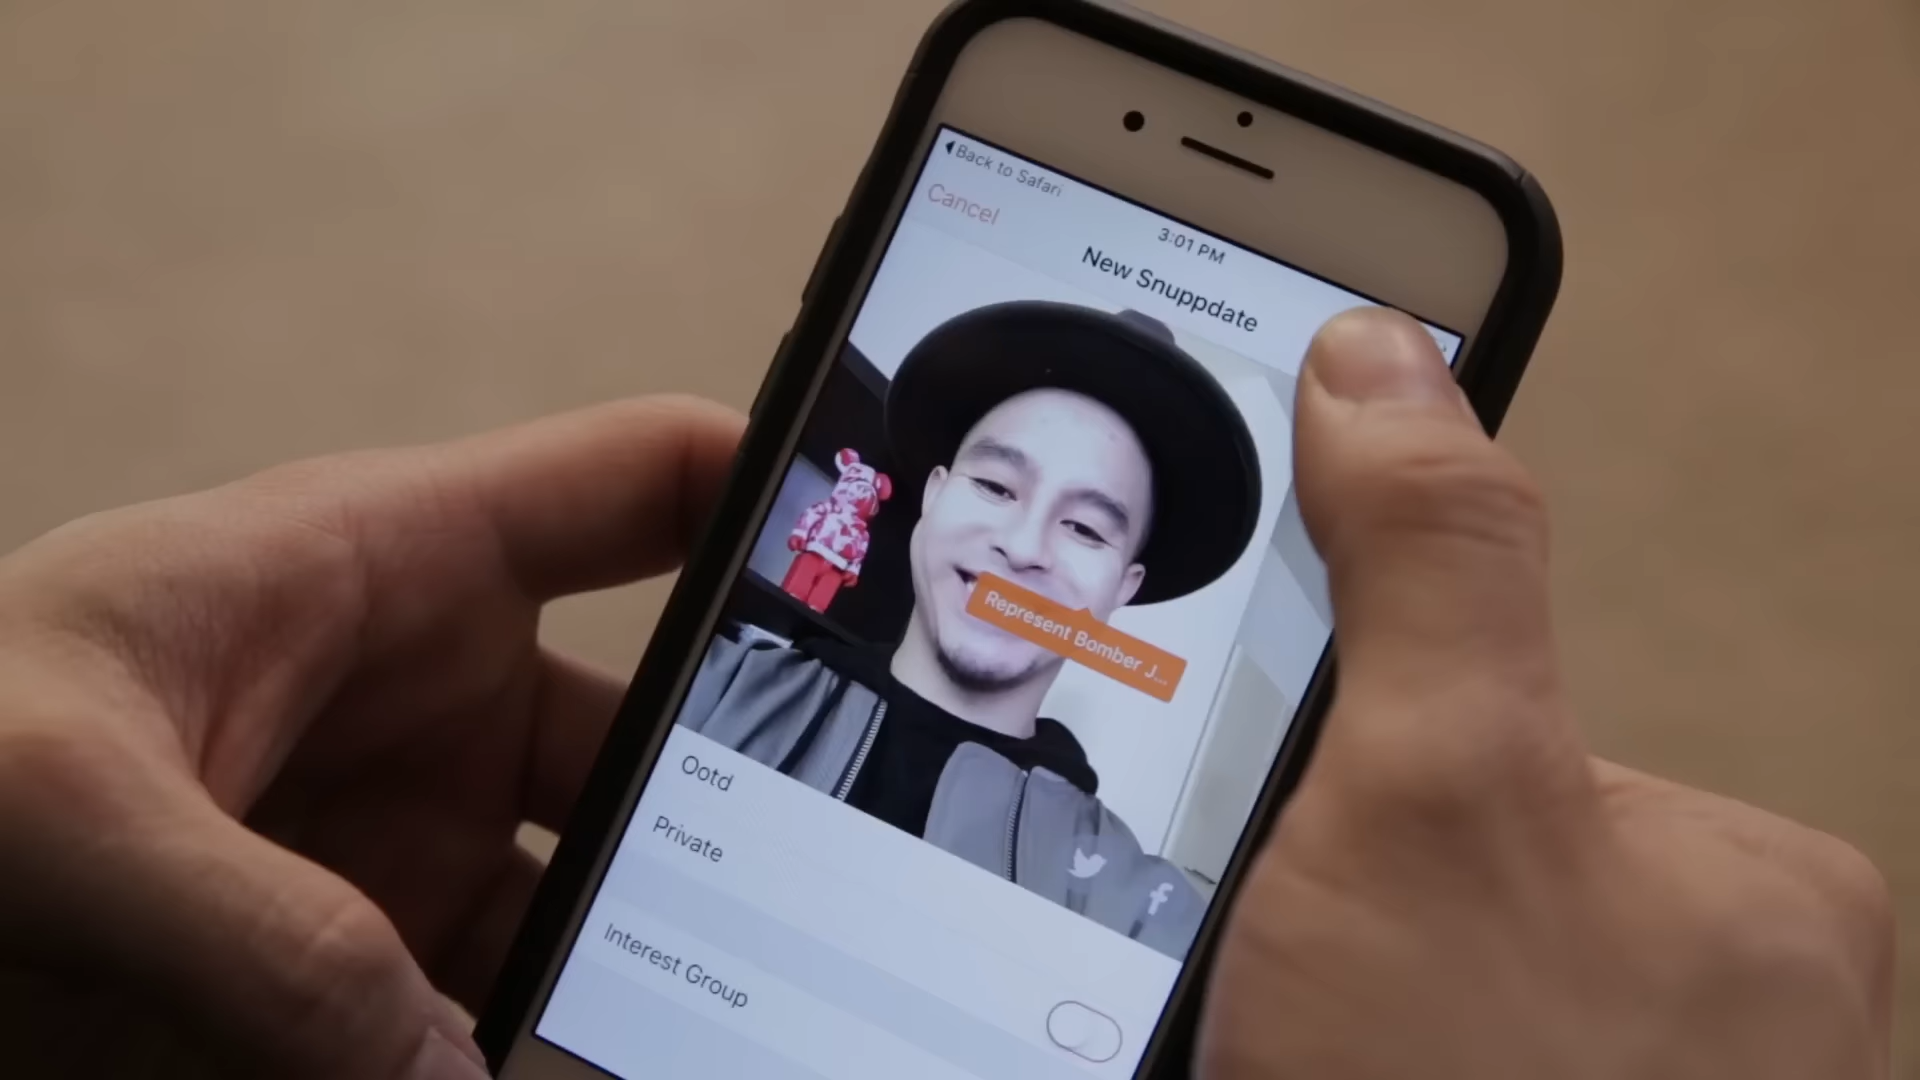 Back to Safari
Cancel
3:01 PM
New Snuppdate
Represent Bomber J...
Ootd
Private
Interest Group